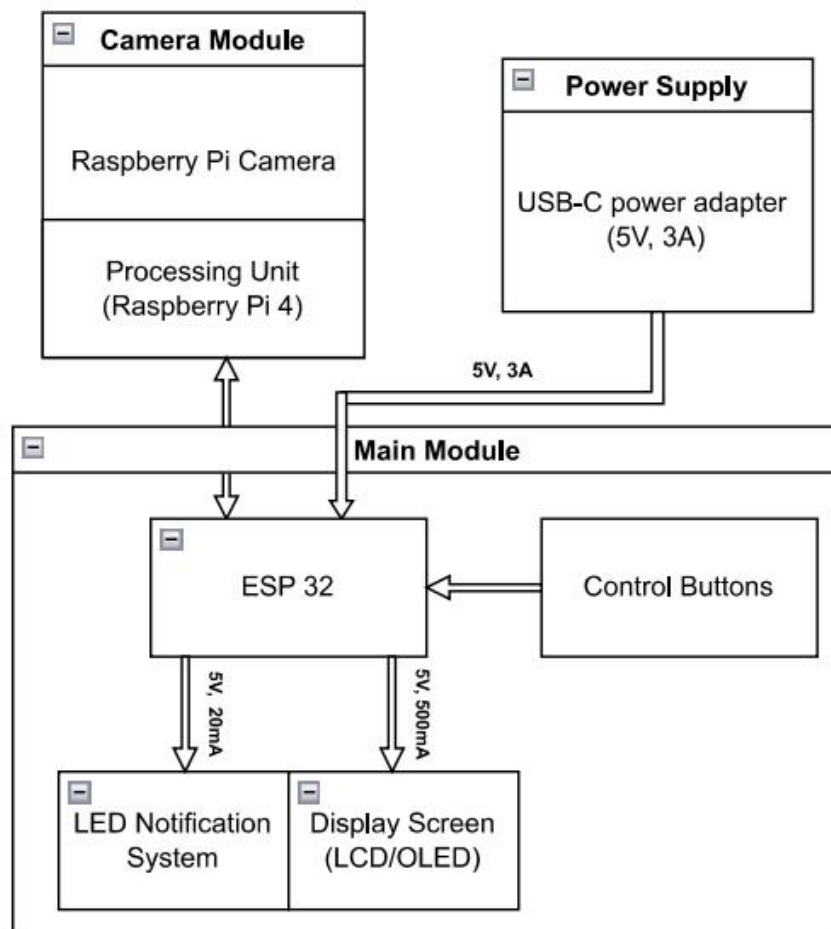 Camera Module
Raspberry Pi Camera
Processing Unit
(Raspberry Pi 4)
Power Supply
USB-C power adapter
(5V, 3A)
5V, 3A
Main Module
ESP 32
Control Buttons
5V, 20mA
5V, 500mA
LED Notification
System
Display Screen
(LCD/OLED)